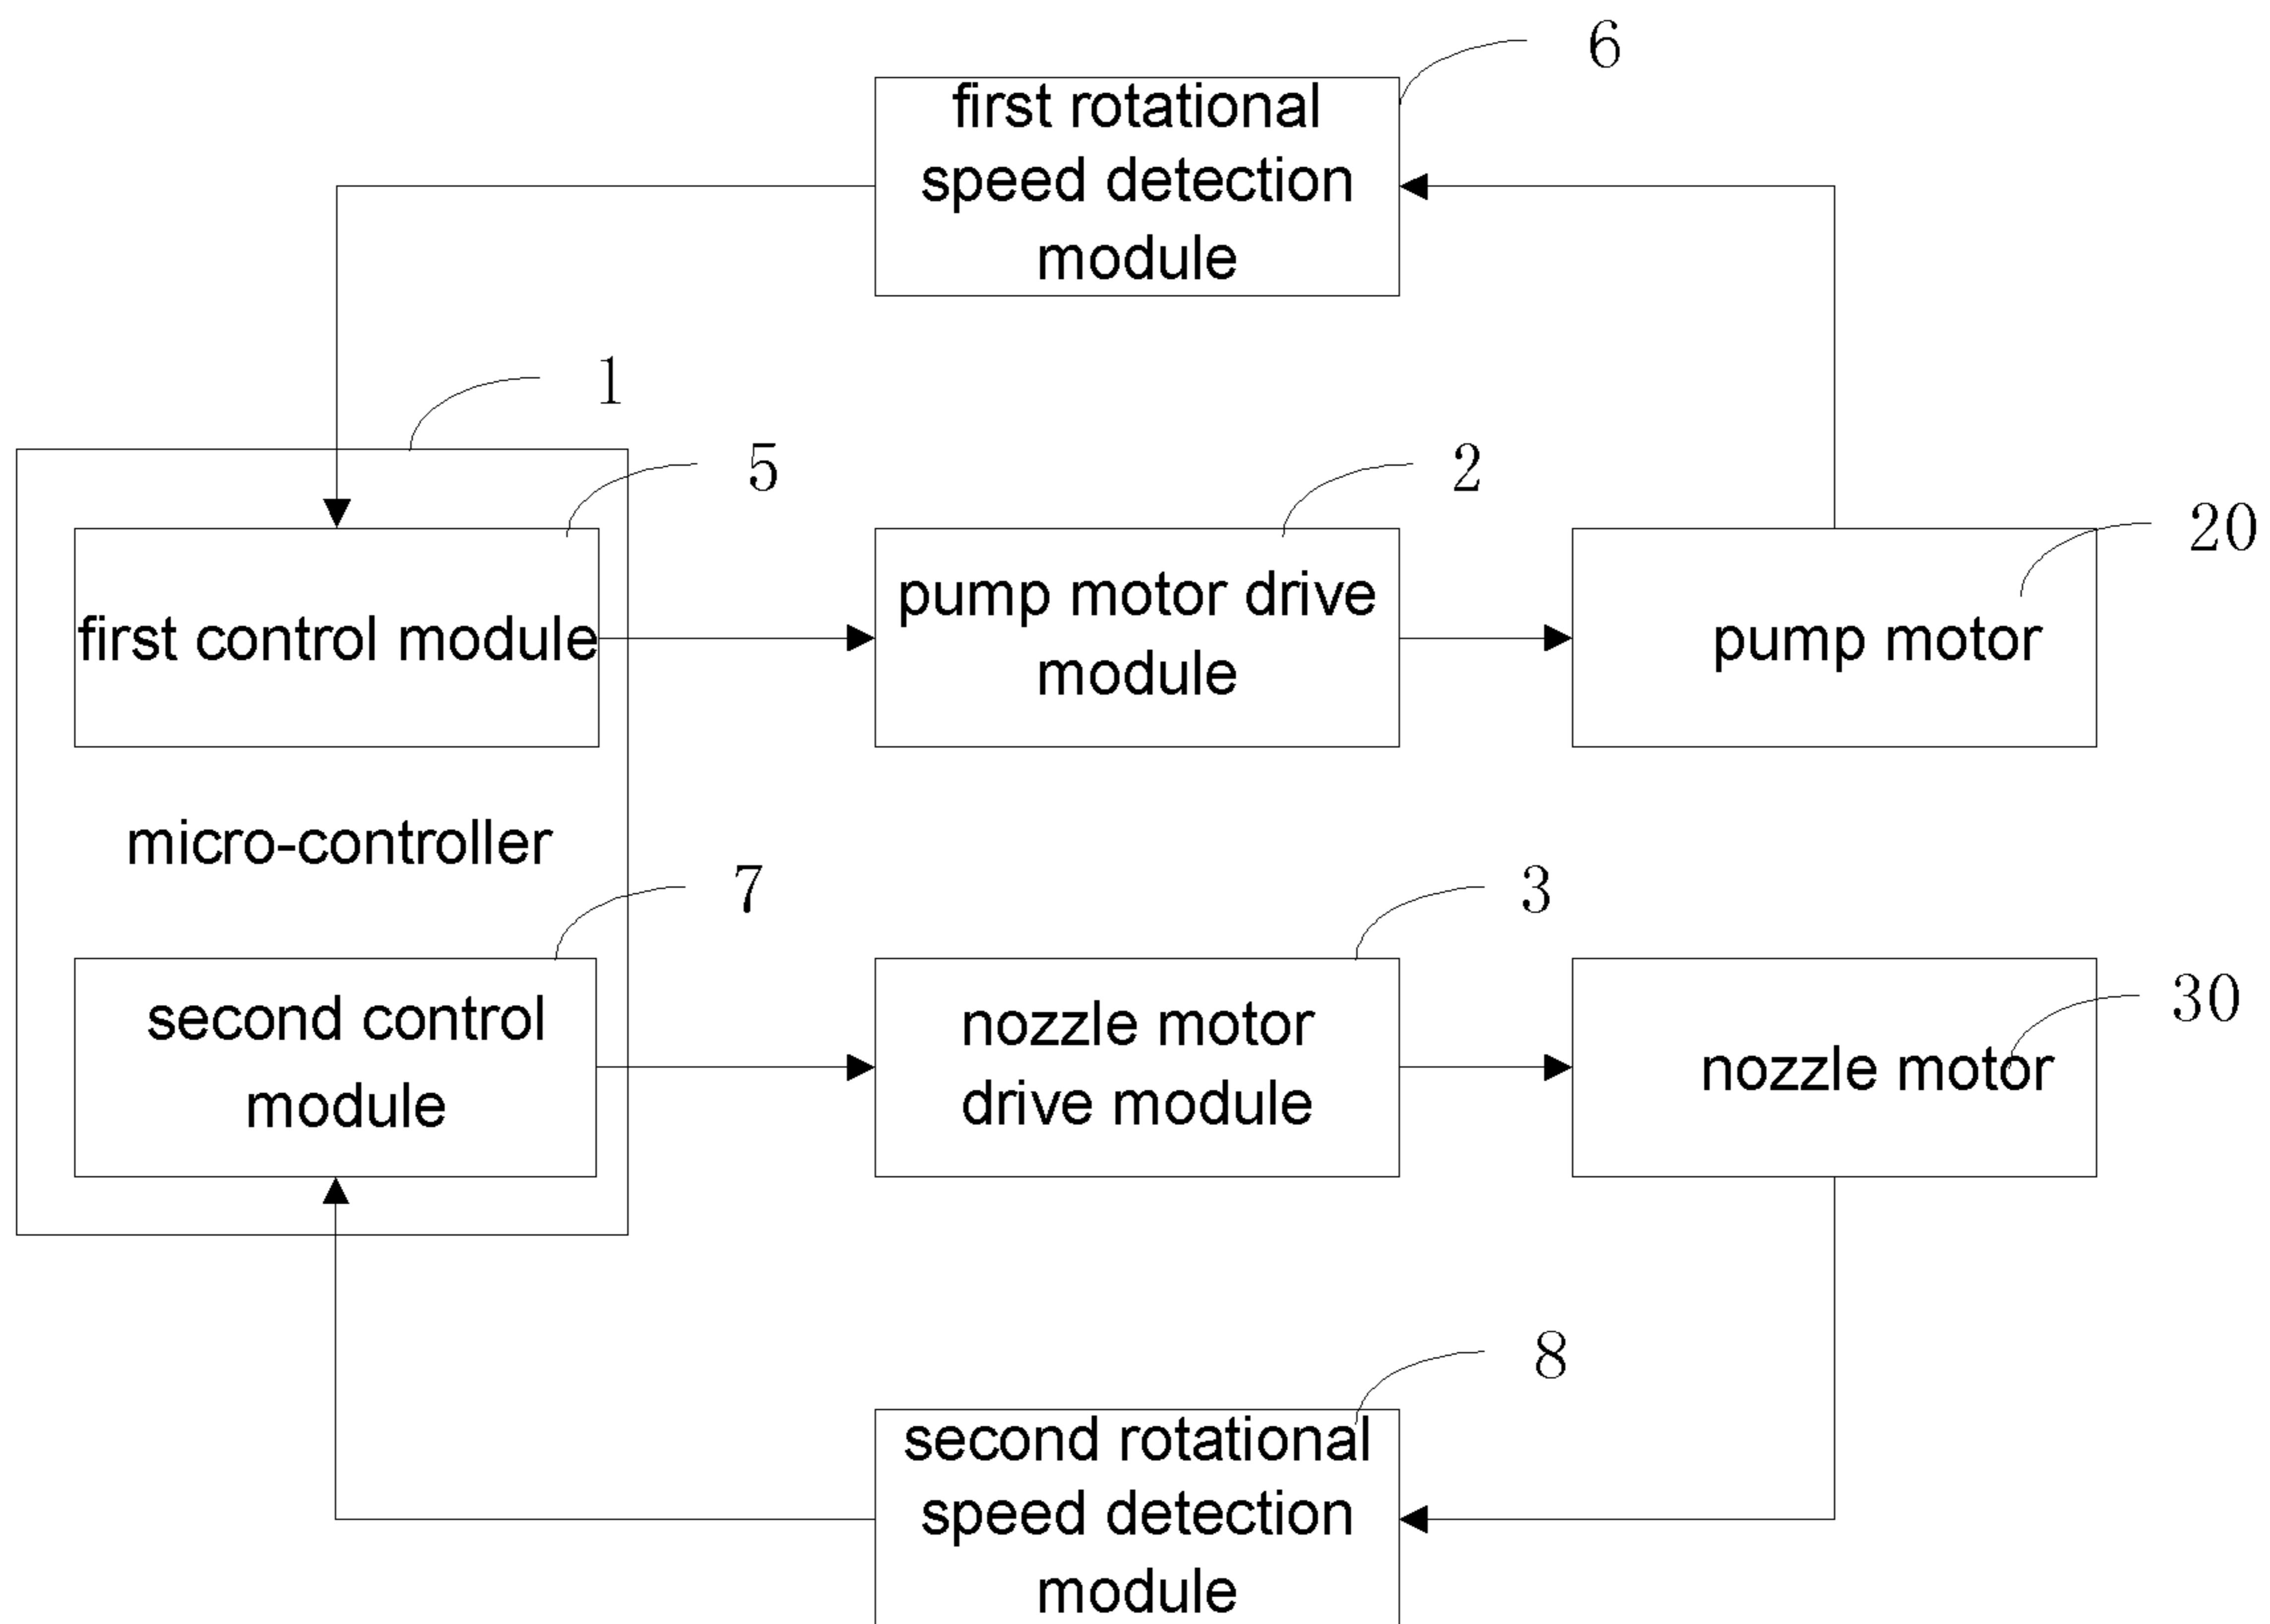 6
first rotational
speed detection
module
1
5
2
20
first control module
pump motor drive
module
pump motor
micro-controller
7
3
30
second control
module
nozzle motor
drive module
nozzle motor
8
second rotational
speed detection
module